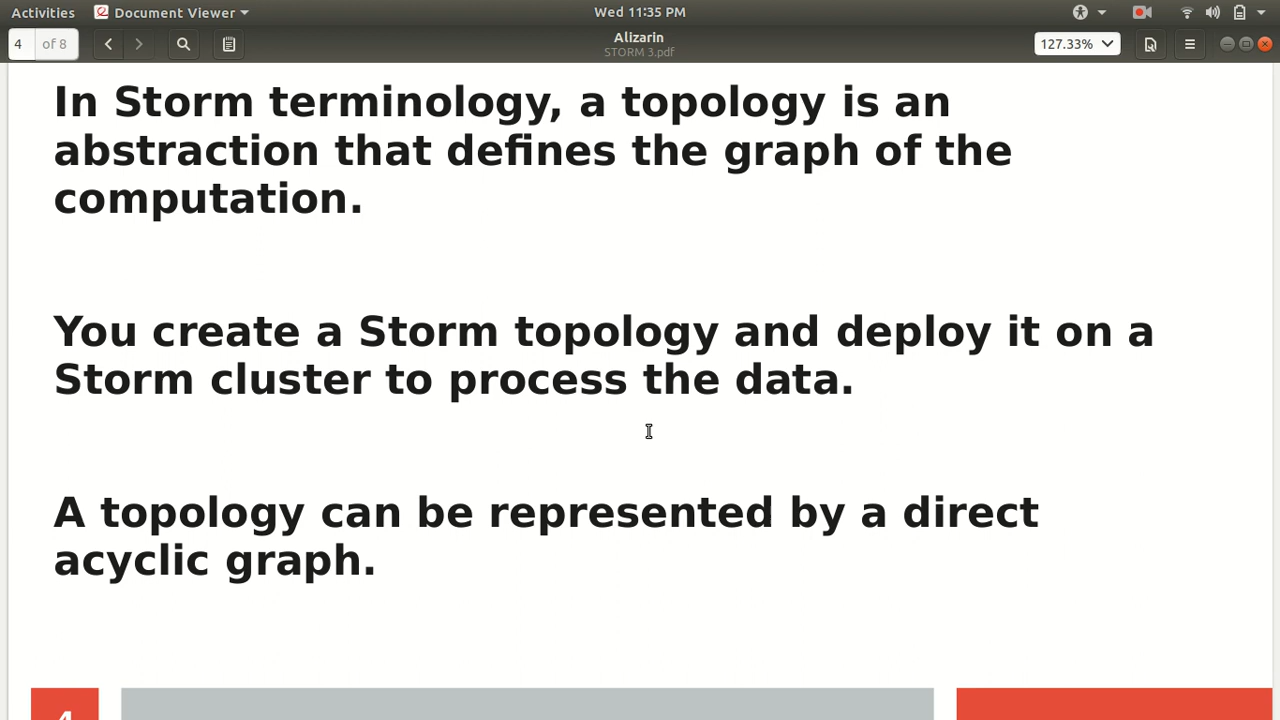 Activities Document Viewer Wed 11:35 PM
4 of 8 Alizarin 127.33%
STORM 3.pdf
In Storm terminology, a topology is an
abstraction that defines the graph of the
computation.
You create a Storm topology and deploy it on a
Storm cluster to process the data.
A topology can be represented by a direct
acyclic graph.
4